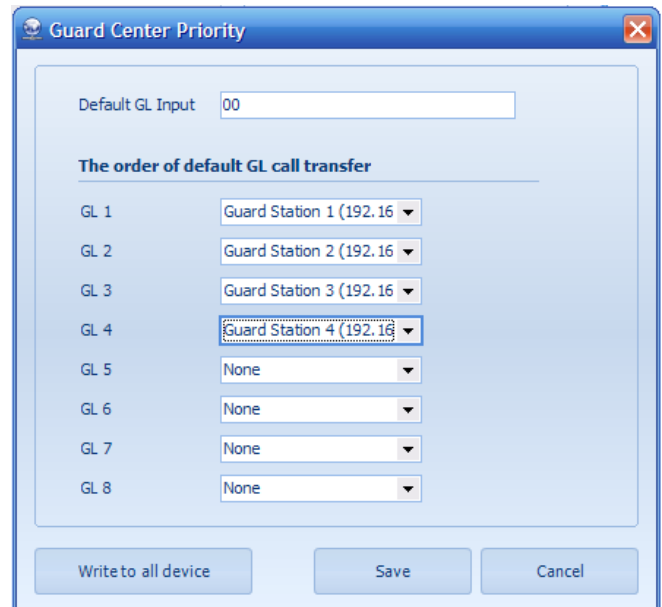 Guard Center Priority
Default GL Input 00
The order of default GL call transfer
GL 1 Guard Station 1 (192.16
GL 2 Guard Station 2 (192.16
GL 3 Guard Station 3 (192.16
GL 4 Guard Station 4 (192.16
GL 5 None
GL 6 None
GL 7 None
GL 8 None
Write to all device Save Cancel